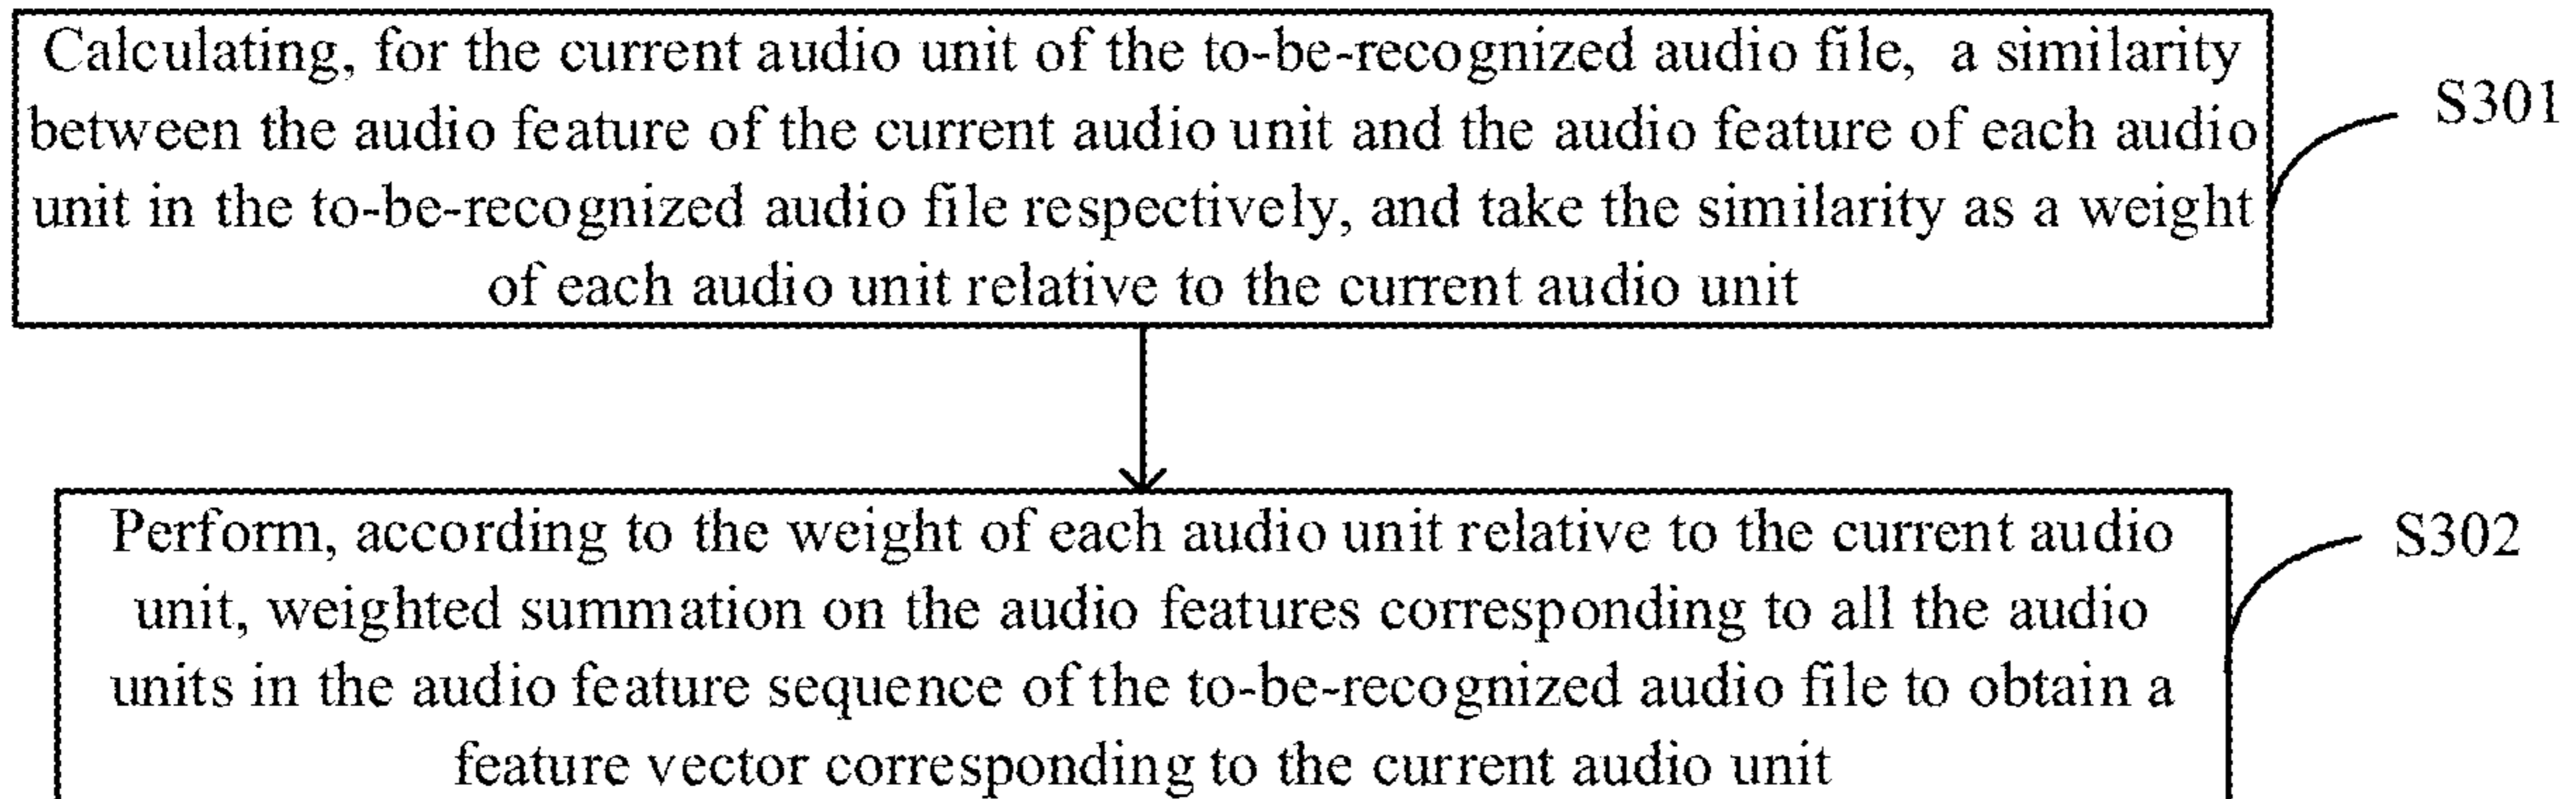 Calculating, for the current audio unit of the to-be-recognized audio file, a similarity
between the audio feature of the current audio unit and the audio feature of each audio
unit in the to-be-recognized audio file respectively, and take the similarity as a weight
of each audio unit relative to the current audio unit
S301
Perform, according to the weight of each audio unit relative to the current audio
unit, weighted summation on the audio features corresponding to all the audio
units in the audio feature sequence of the to-be-recognized audio file to obtain a
feature vector corresponding to the current audio unit
S302